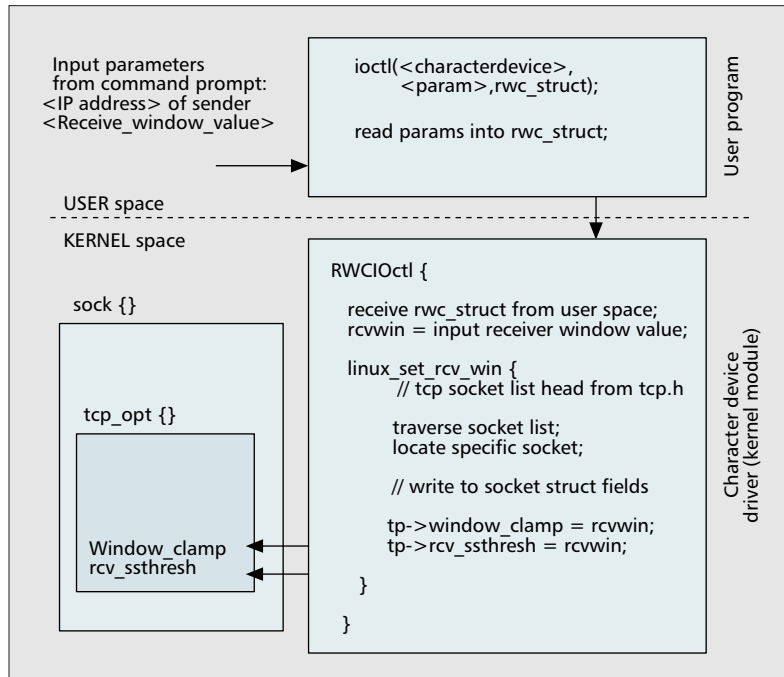 Input parameters
from command prompt:
<IP address> of sender
<Receive_window_value>
ioctl(<characterdevice>,
<param>,rwc_struct);
read params into rwc_struct;
User program
USER space
KERNEL space
sock {}
tcp_opt {}
Window_clamp
rcv_ssthresh
RWCIOctl {
receive rwc_struct from user space;
rcvwin = input receiver window value;
linux_set_rcv_win {
// tcp socket list head from tcp.h
traverse socket list;
locate specific socket;
// write to socket struct fields
tp->window_clamp = rcvwin;
tp->rcv_ssthresh = rcvwin;
}
}
Character device
driver (kernel module)